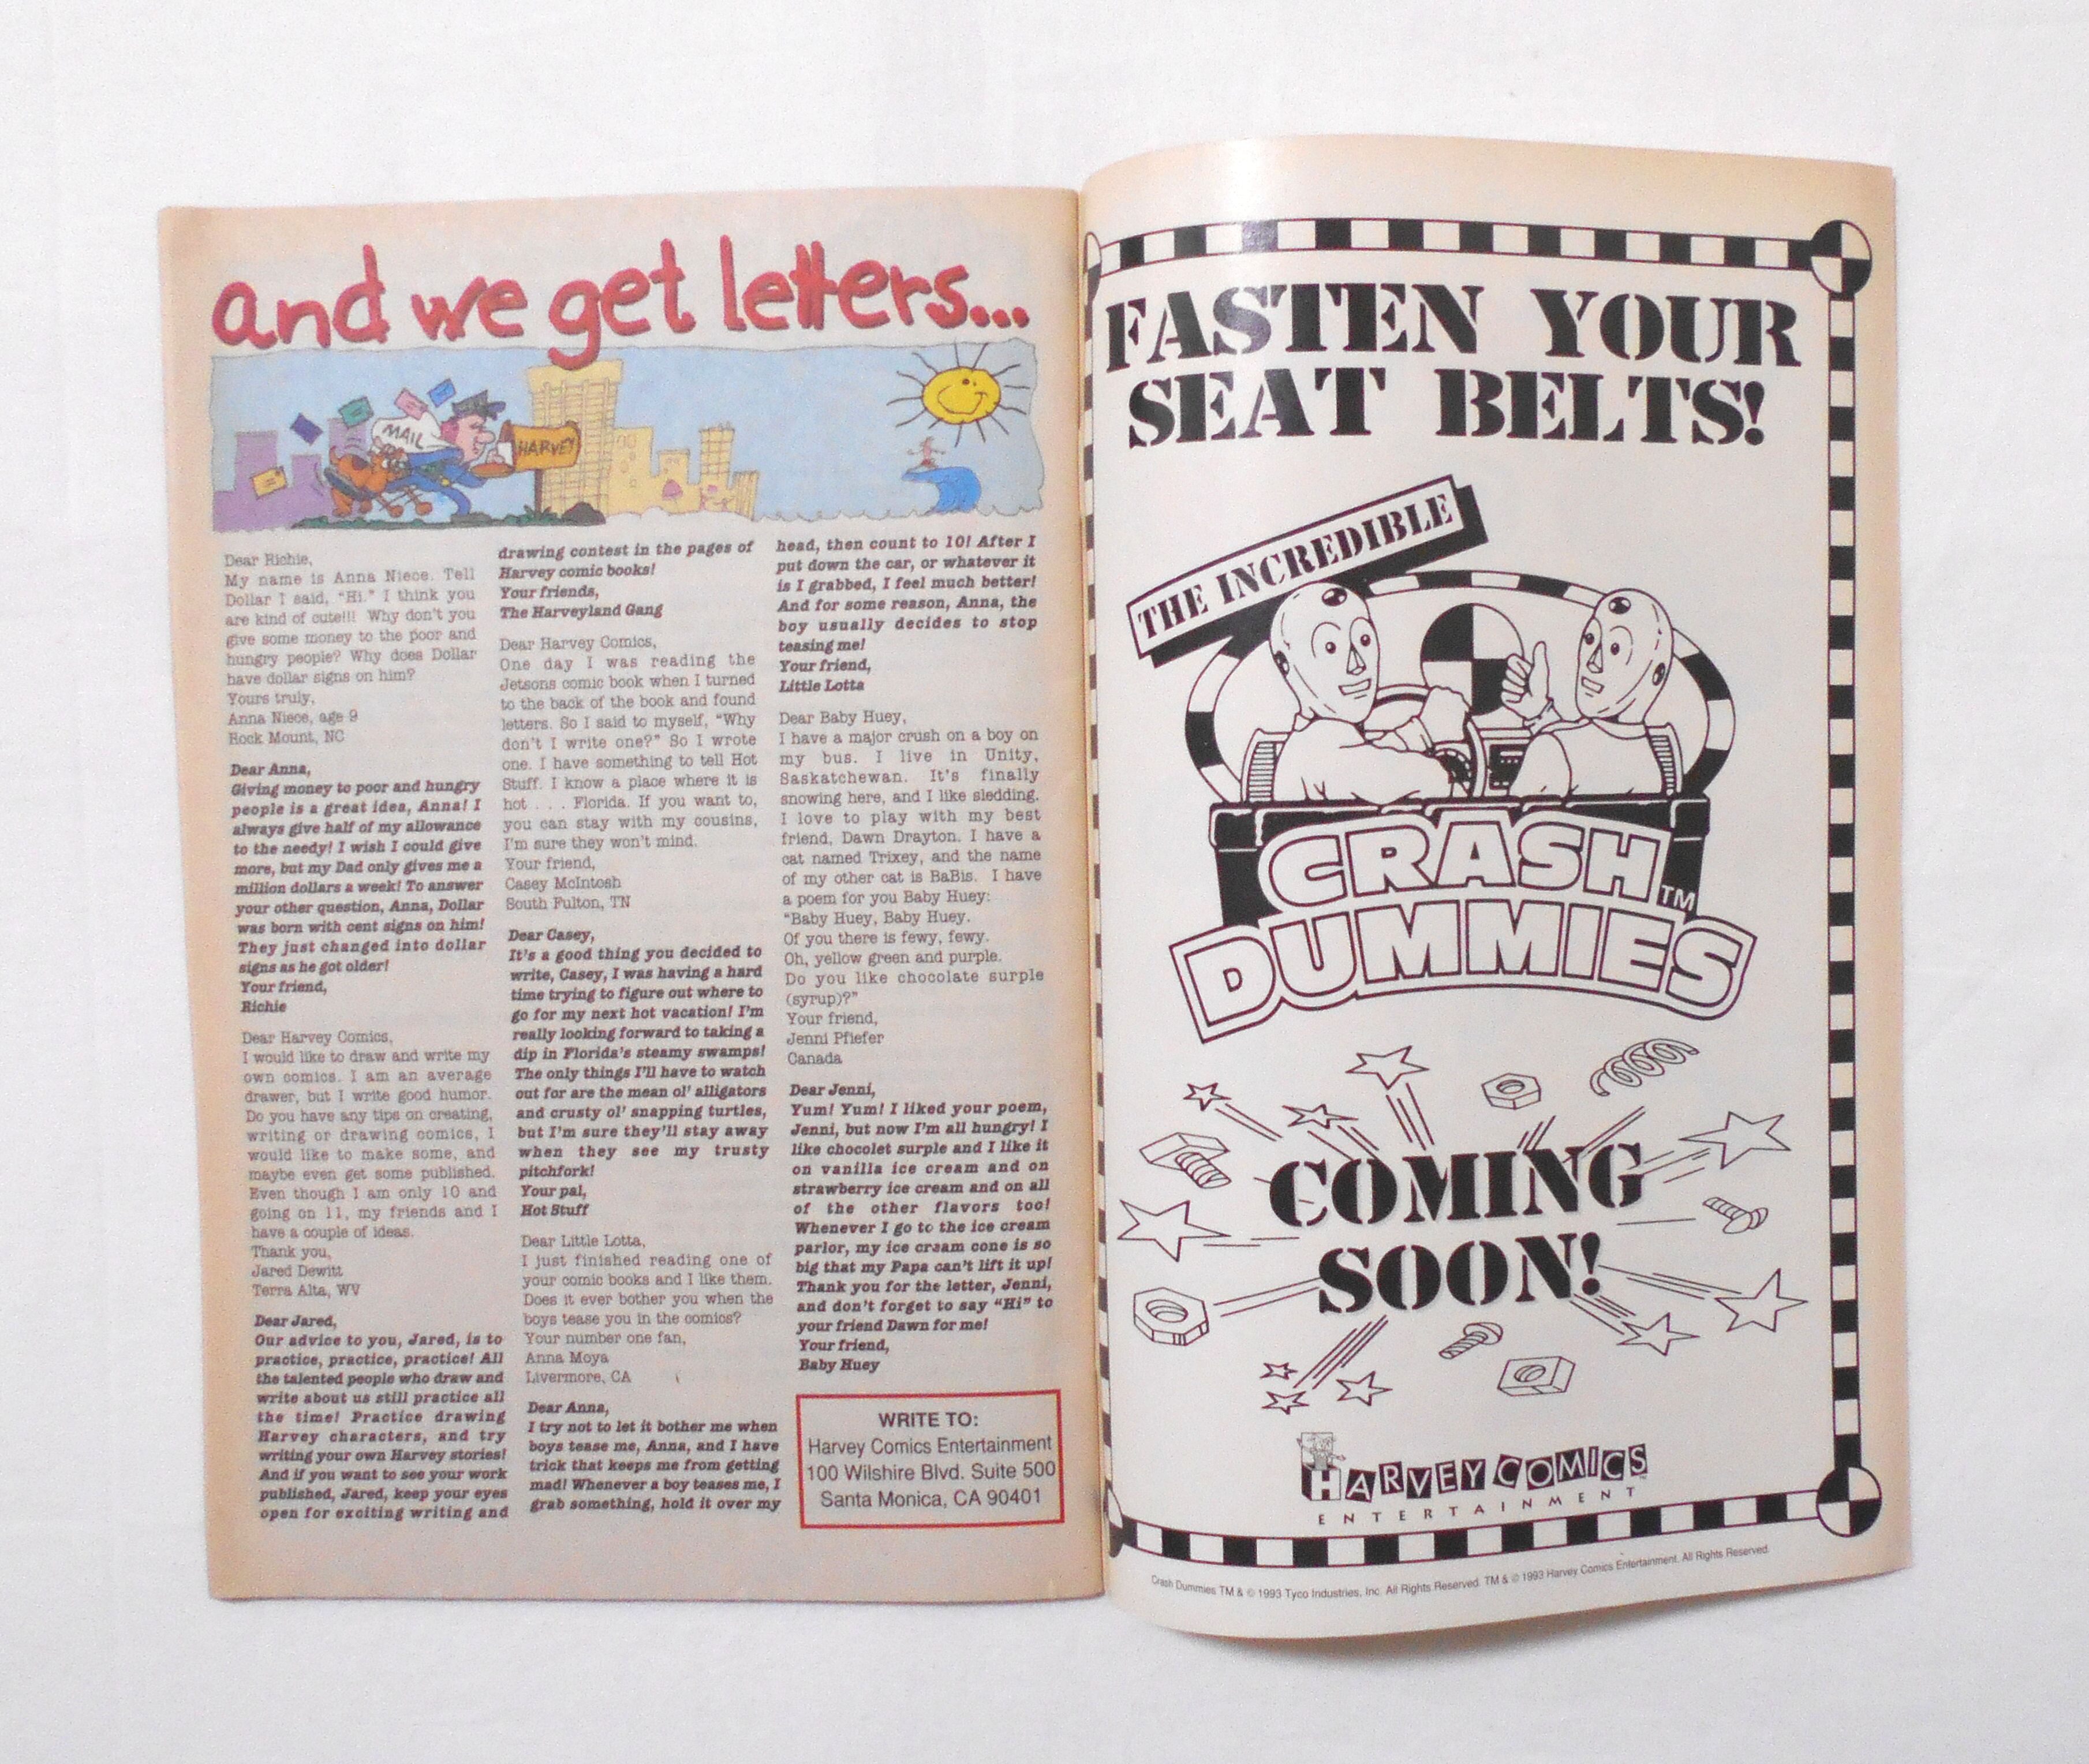 and we get letters...
MAIL
HARVEY
Dear Richie,
My name is Anna Niece. Tell
Dollar I said, “Hi.” I think you
are kind of cute!!! Why don't you
give some money to the poor and
hungry people? Why does Dollar
have dollar signs on him?
Yours truly,
Anna Niece, age 9
Rock Mount, NC
Dear Anna,
Giving money to poor and hungry
people is a great idea, Anna! I
always give half of my allowance
to the needy! I wish I could give
more, but my Dad only gives me a
million dollars a week! To answer
your other question, Anna, Dollar
was born with cent signs on him!
They just changed into dollar
signs as he got older!
Your friend,
Richie
Dear Harvey Comics,
I would like to draw and write my
own comics. I am an average
drawer, but I write good humor.
Do you have any tips on creating,
writing or drawing comics, I
would like to make some, and
maybe even get some published.
Even though I am only 10 and
going on 11, my friends and I
have a couple of ideas.
Thank you,
Jared Dewitt
Terra Alta, WV
Dear Jared,
Our advice to you, Jared, is to
practice, practice, practice! All
the talented people who draw and
write about us still practice all
the time! Practice drawing
Harvey characters, and try
writing your own Harvey stories!
And if you want to see your work
published, Jared, keep your eyes
open for exciting writing and
drawing contest in the pages of
Harvey comic books!
Your friends,
The Harveyland Gang
Dear Harvey Comics,
One day I was reading the
Jetsons comic book when I turned
to the back of the book and found
letters. So I said to myself, “Why
don't I write one?” So I wrote
one. I have something to tell Hot
Stuff. I know a place where it is
hot . . . Florida. If you want to,
you can stay with my cousins,
I'm sure they won't mind.
Your friend,
Casey McIntosh
South Fulton, TN
Dear Casey,
It's a good thing you decided to
write, Casey, I was having a hard
time trying to figure out where to
go for my next hot vacation! I'm
really looking forward to taking a
dip in Florida's steamy swamps!
The only things I'll have to watch
out for are the mean ol' alligators
and crusty ol' snapping turtles,
but I'm sure they'll stay away
when they see my trusty
pitchfork!
Your pal,
Hot Stuff
Dear Little Lotta,
I just finished reading one of
your comic books and I like them.
Does it ever bother you when the
boys tease you in the comics?
Your number one fan,
Anna Moya
Livermore, CA
Dear Anna,
I try not to let it bother me when
boys tease me, Anna, and I have
trick that keeps me from getting
mad! Whenever a boy teases me, I
grab something, hold it over my
head, then count to 10! After I
put down the car, or whatever it
is I grabbed, I feel much better!
And for some reason, Anna, the
boy usually decides to stop
teasing me!
Your friend,
Little Lotta
Dear Baby Huey,
I have a major crush on a boy on
my bus. I live in Unity,
Saskatchewan. It's finally
snowing here, and I like sledding.
I love to play with my best
friend, Dawn Drayton. I have a
cat named Trixey, and the name
of my other cat is BaBis. I have
a poem for you Baby Huey:
“Baby Huey, Baby Huey.
Of you there is fewy, fewy.
Oh, yellow green and purple.
Do you like chocolate surple
(syrup)?”
Your friend,
Jenni Pfiefer
Canada
Dear Jenni,
Yum! Yum! I liked your poem,
Jenni, but now I'm all hungry! I
like chocolet surple and I like it
on vanilla ice cream and on
strawberry ice cream and on all
of the other flavors too!
Whenever I go to the ice cream
parlor, my ice cream cone is so
big that my Papa can't lift it up!
Thank you for the letter, Jenni,
and don't forget to say “Hi” to
your friend Dawn for me!
Your friend,
Baby Huey
WRITE TO:
Harvey Comics Entertainment
100 Wilshire Blvd. Suite 500
Santa Monica, CA 90401
FASTEN YOUR
SEAT BELTS!
THE INCREDIBLE
CRASH TM
DUMMIES
COMING
SOON!
HARVEY COMICS
ENTERTAINMENT
Crash Dummies TM & © 1993 Tyco Industries, Inc. All Rights Reserved. TM & © 1993 Harvey Comics Entertainment. All Rights Reserved.